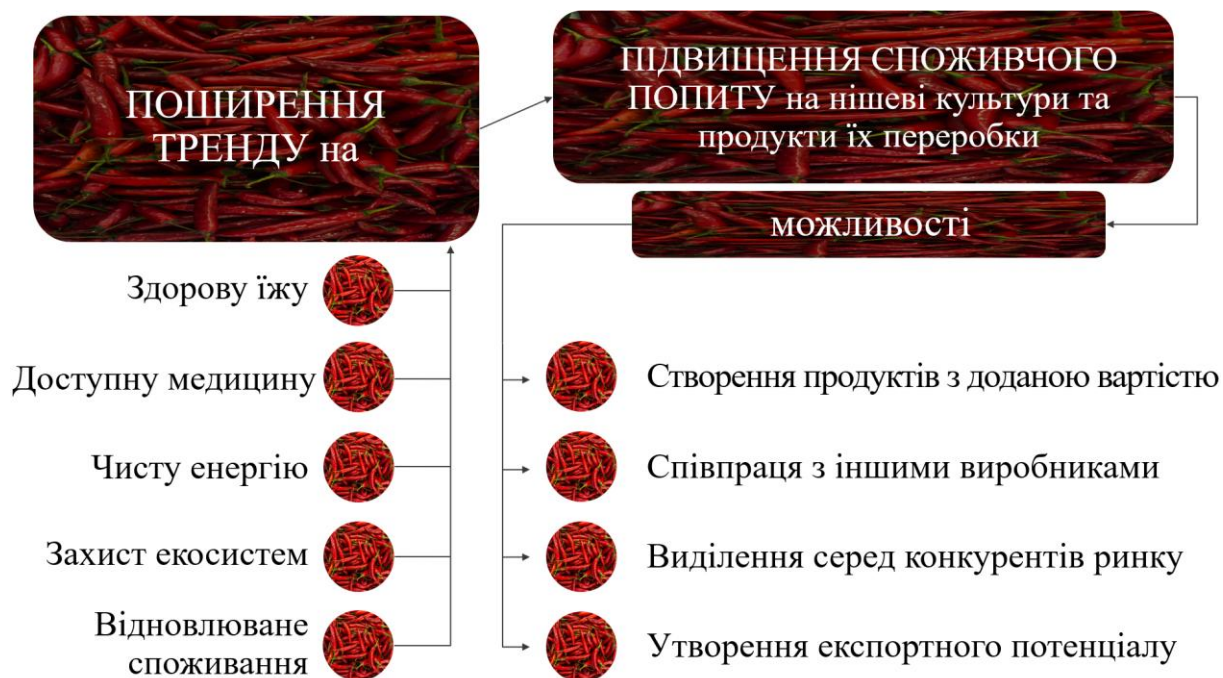 ПОШИРЕННЯ
ТРЕНДУ на
Здорову їжу
Доступну медицину
Чисту енергію
Захист екосистем
Відновлюване
споживання
ПІДВИЩЕННЯ СПОЖИВЧОГО
ПОПИТУ на нішеві культури та
продукти їх переробки
можливості
Створення продуктів з доданою вартістю
Співпраця з іншими виробниками
Виділення серед конкурентів ринку
Утворення експортного потенціалу